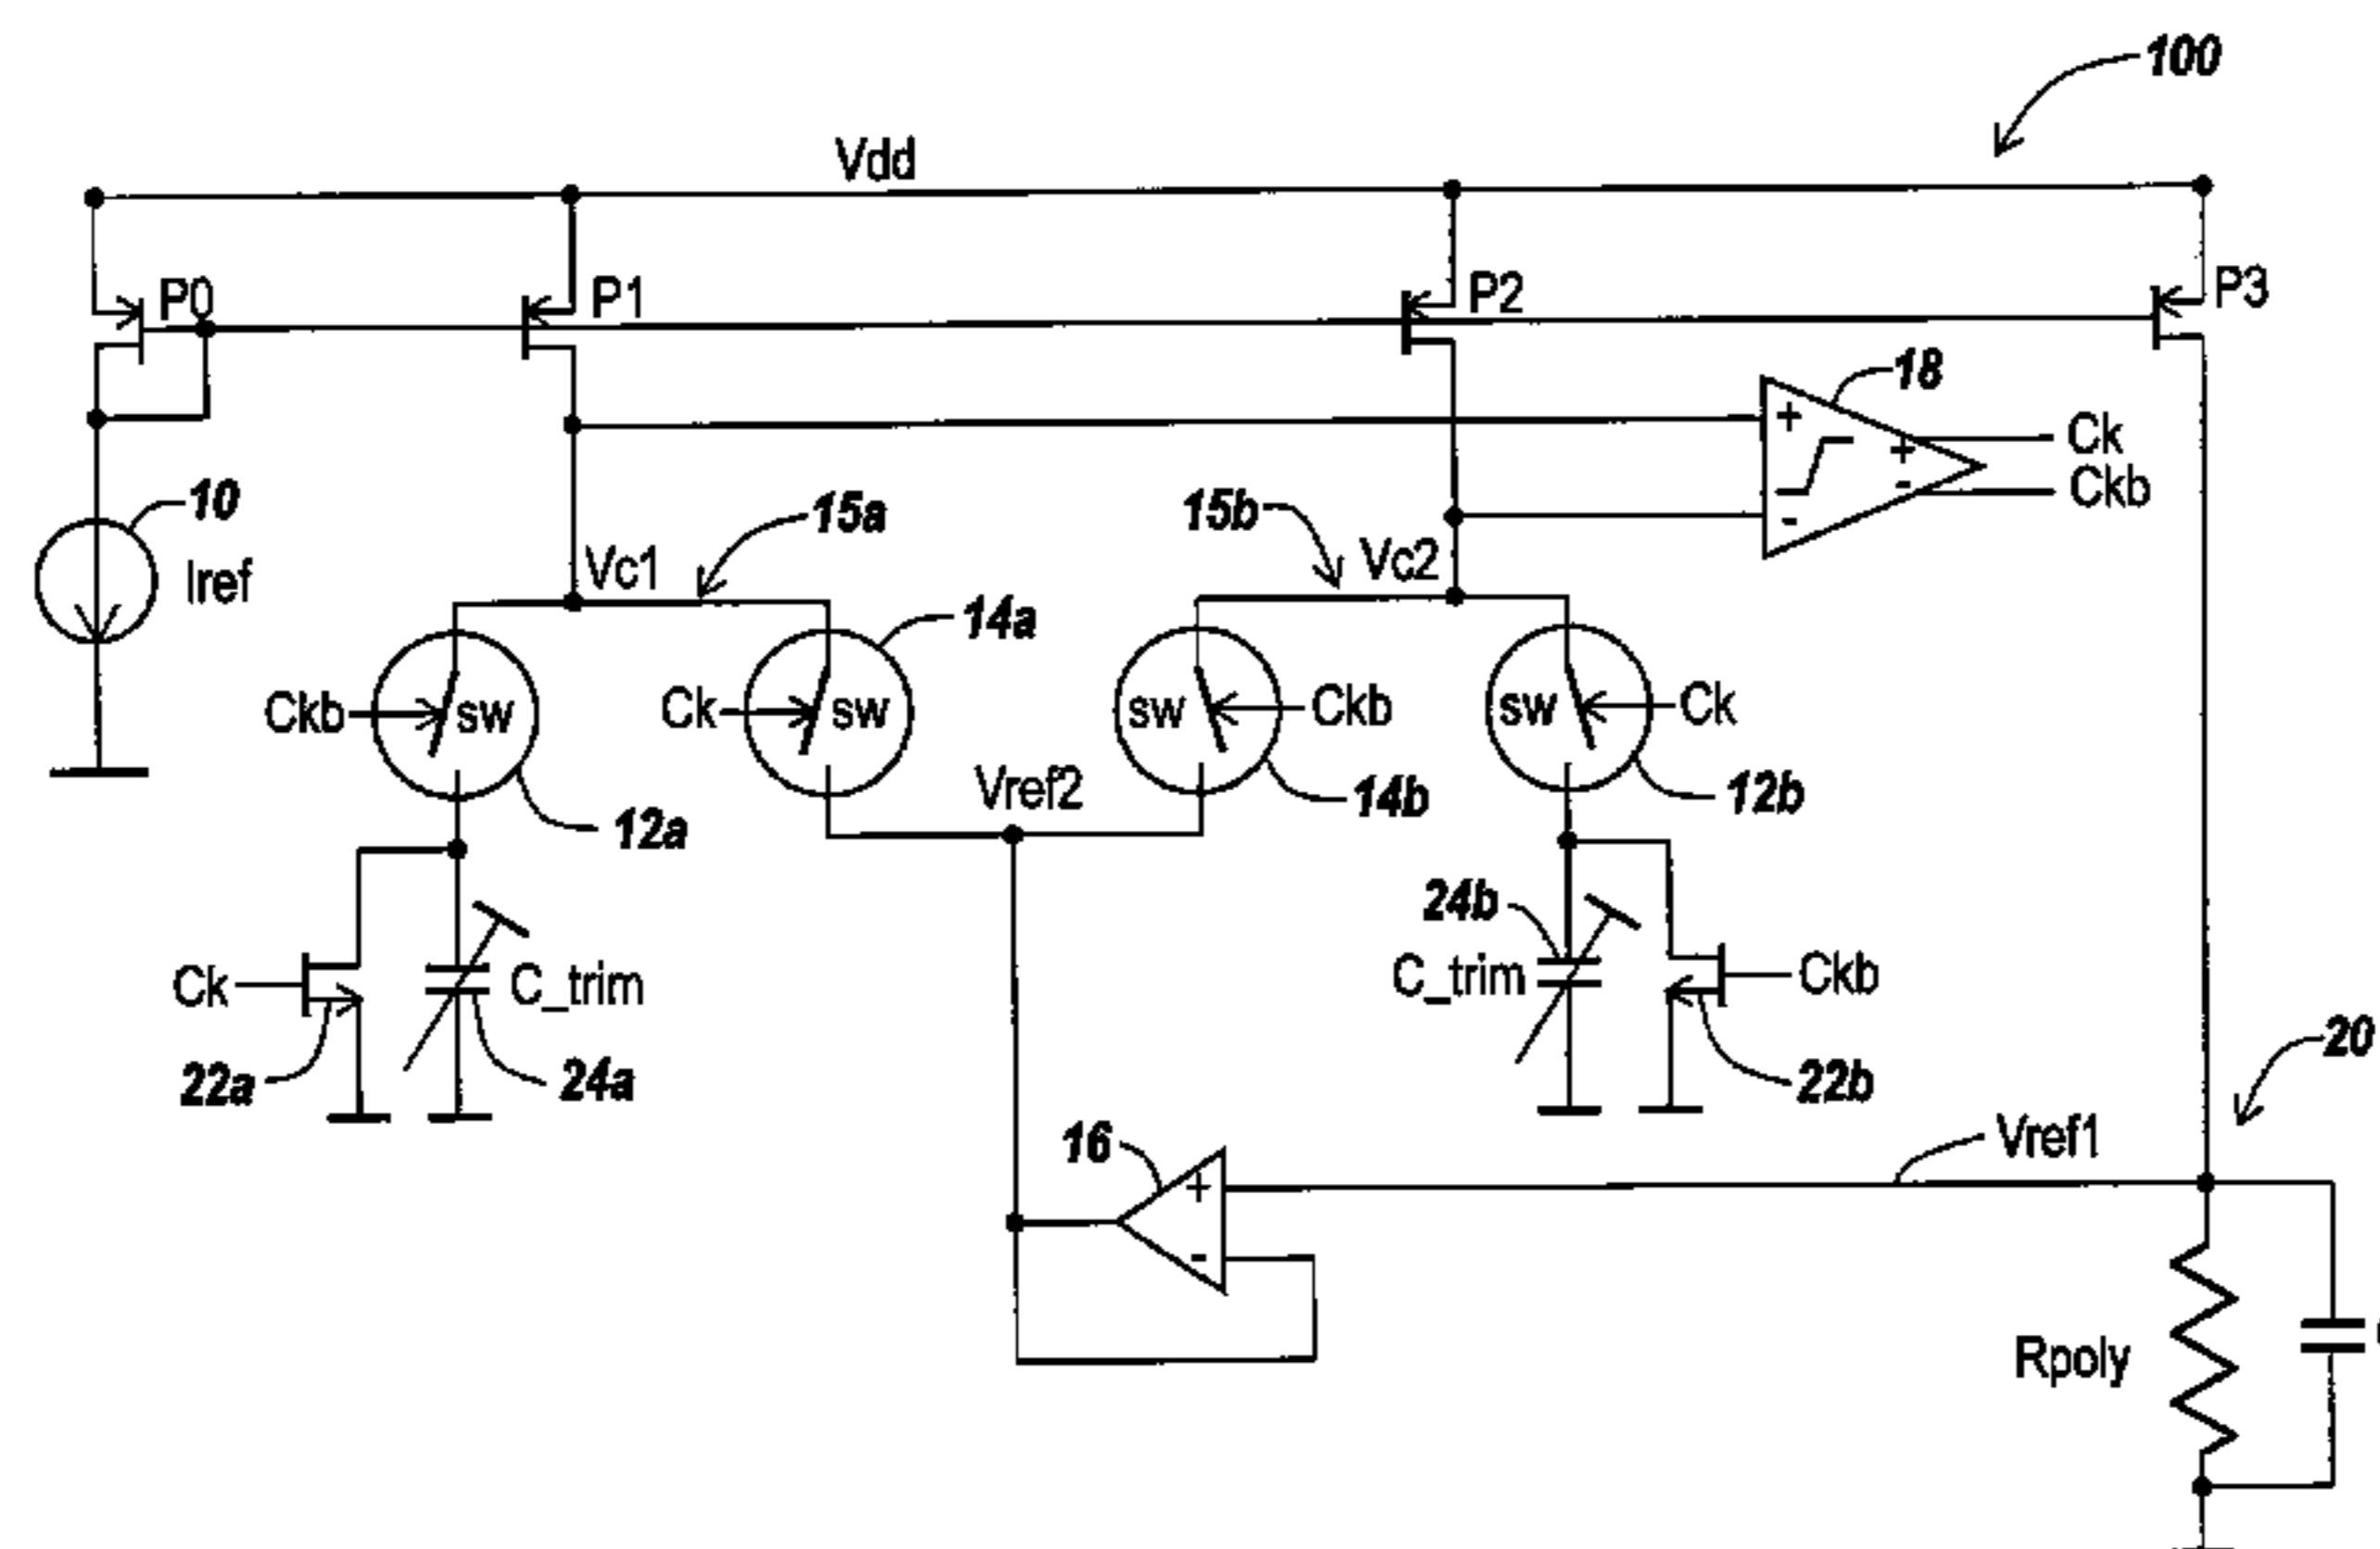 100
Vdd
P0
P1
P2
P3
18
+
-
+
-
Ck
Ckb
10
Iref
15a
15b
Vc1
Vc2
14a
Ckb
sw
Ck
sw
sw
Ckb
sw
Ck
12a
Vref2
14b
12b
24b
Ck
C_trim
C_trim
Ckb
22a
24a
22b
20
16
+
-
Vref1
Rpoly